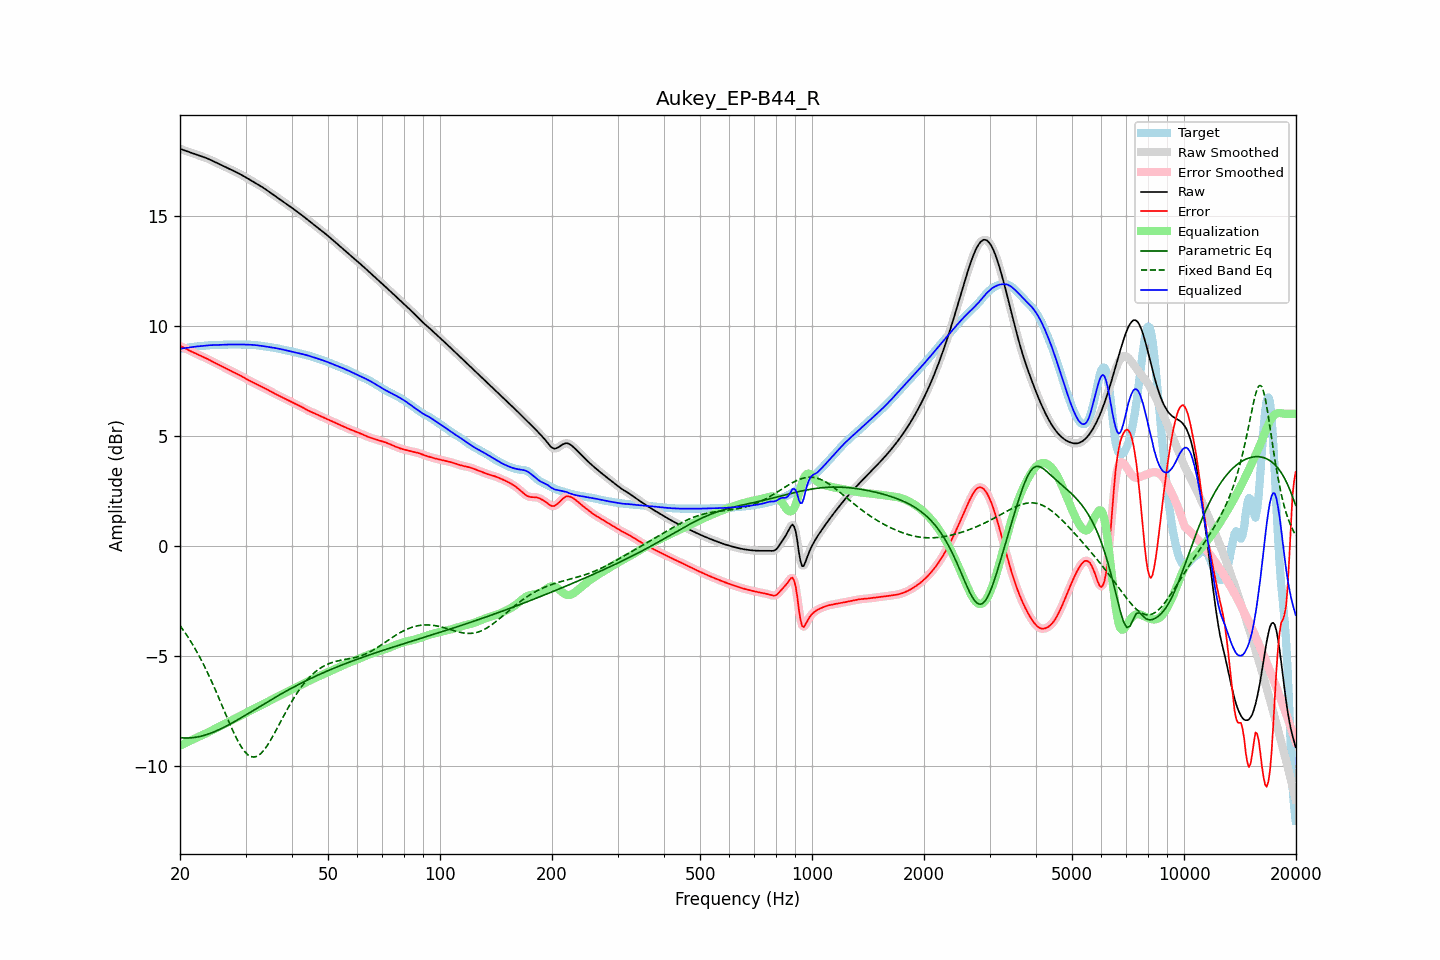 Aukey_EP-B44_R
Target
Raw Smoothed
Error Smoothed
Raw
Error
Equalization
Parametric Eq
Fixed Band Eq
Equalized
Amplitude (dBr)
15
10
5
0
−5
−10
20
50
100
200
500
1000
2000
5000
10000
20000
Frequency (Hz)